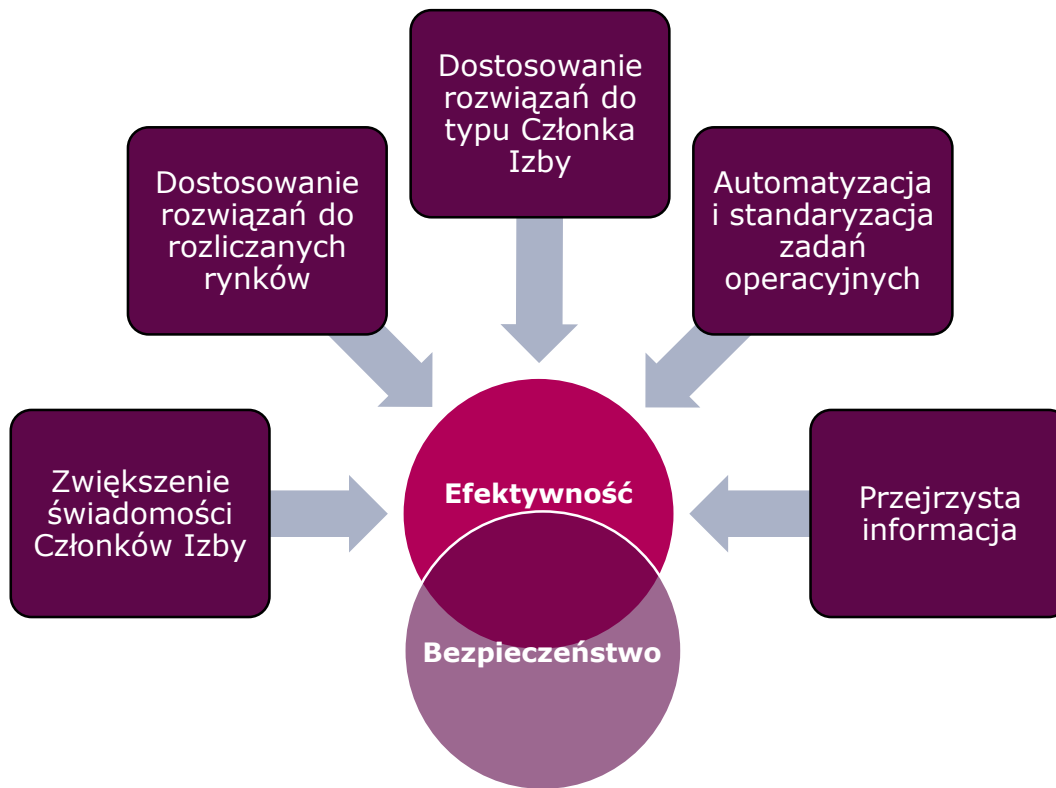 Dostosowanie
rozwiązań do
typu Członka
Izby
Dostosowanie
rozwiązań do
rozliczanych
rynków
Automatyzacja
i standaryzacja
zadań
operacyjnych
Zwiększenie
świadomości
Członków Izby
Efektywność
Przejrzysta
informacja
Bezpieczeństwo